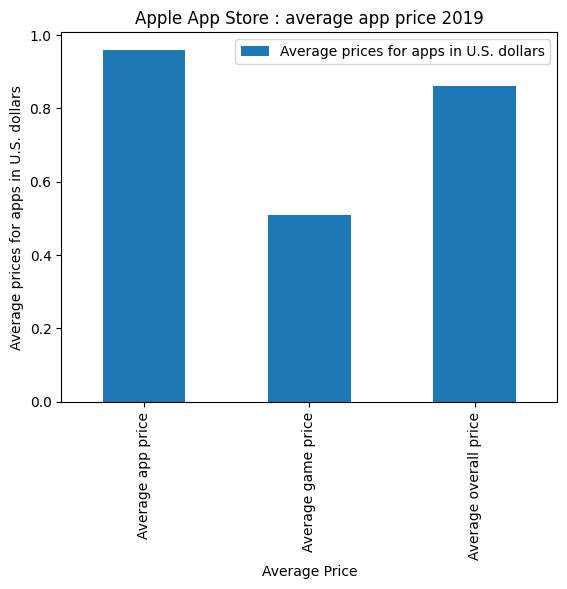 Apple App Store : average app price 2019
Average prices for apps in U.S. dollars
Average prices for apps in U.S. dollars
1.0
0.8
0.6
0.4
0.2
0.0
Average app price
Average game price
Average overall price
Average Price